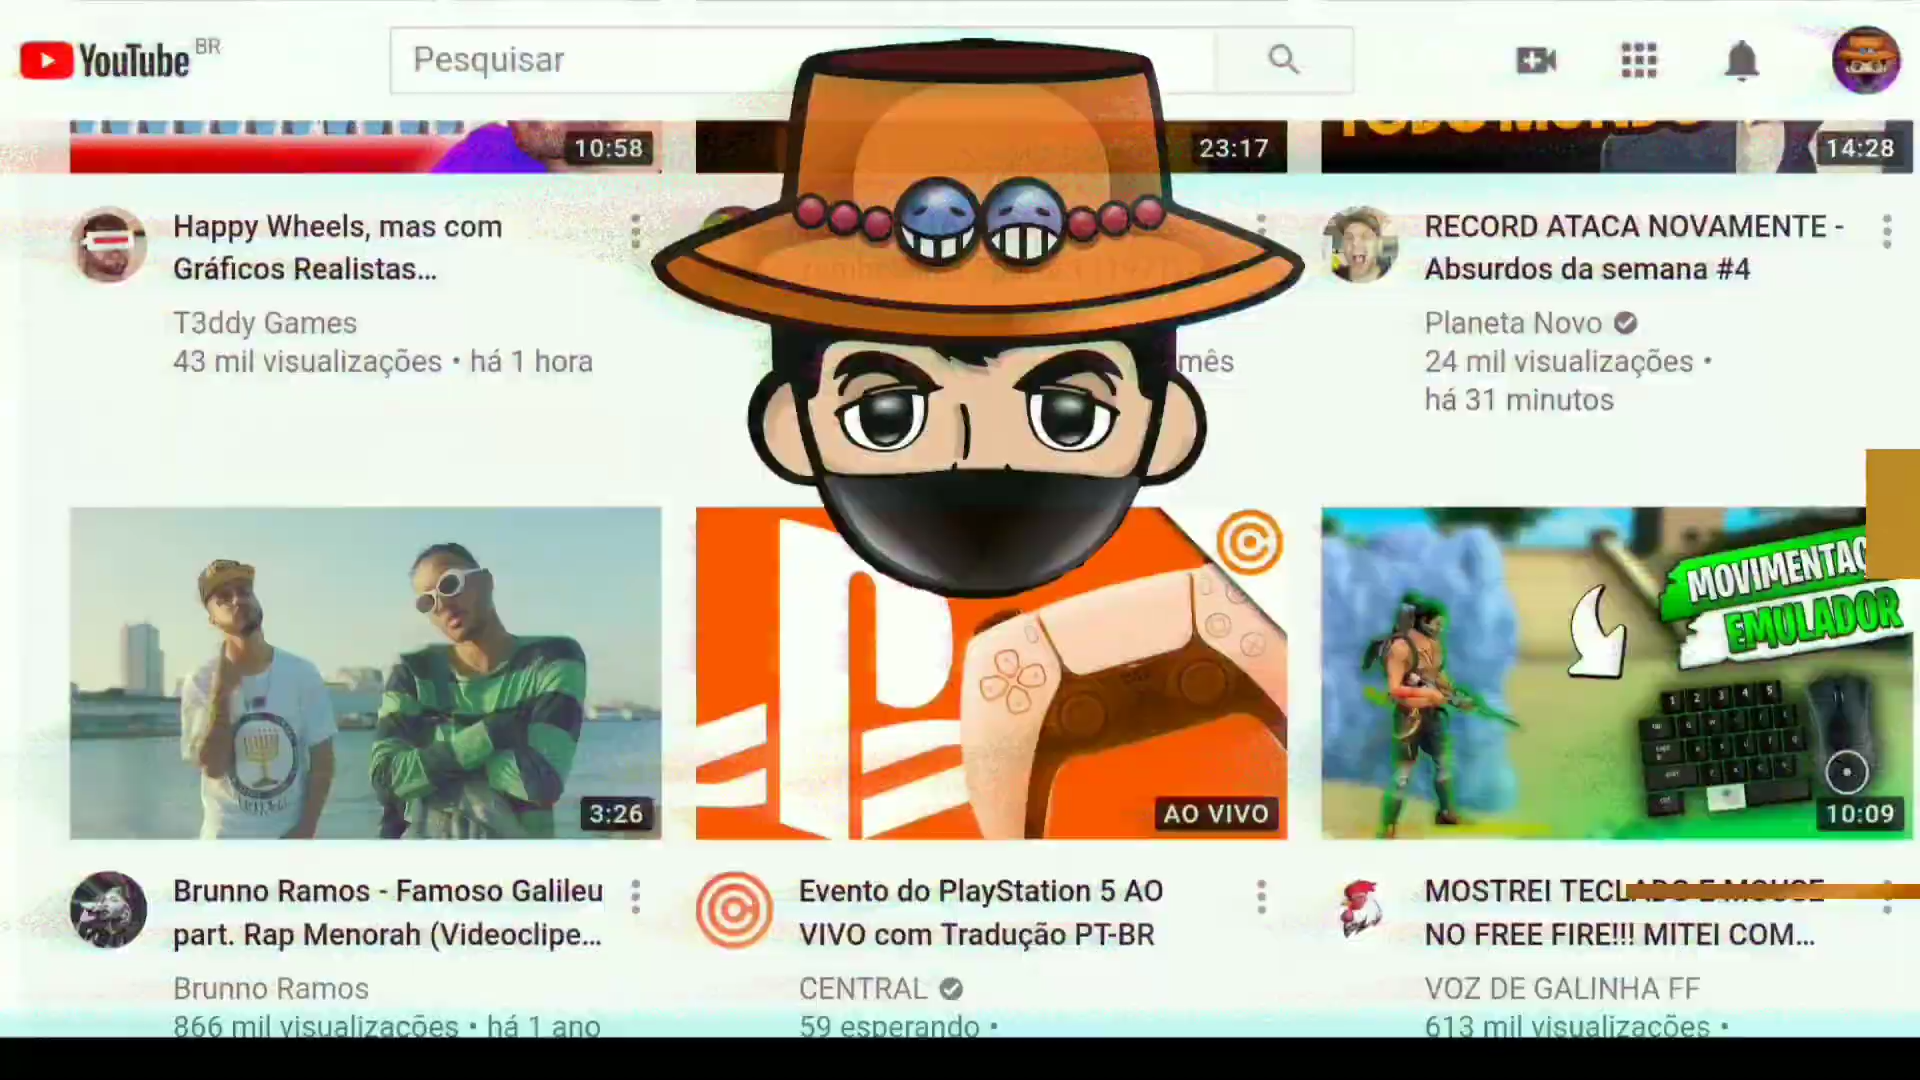 YouTube BR
Pesquisar
10:58
23:17
14:28
Happy Wheels, mas com
Gráficos Realistas...
T3ddy Games
43 mil visualizações • há 1 hora
mês
RECORD ATACA NOVAMENTE -
Absurdos da semana #4
Planeta Novo
24 mil visualizações •
há 31 minutos
3:26
AO VIVO
MOVIMENTAÇ
EMULADOR
10:09
Brunno Ramos - Famoso Galileu
part. Rap Menorah (Videoclipe...
Brunno Ramos
866 mil visualizações • há 1 ano
Evento do PlayStation 5 AO
VIVO com Tradução PT-BR
CENTRAL
59 esperando •
MOSTREI TECLADO E MOUSE
NO FREE FIRE!!! MITEI COM...
VOZ DE GALINHA FF
613 mil visualizações •